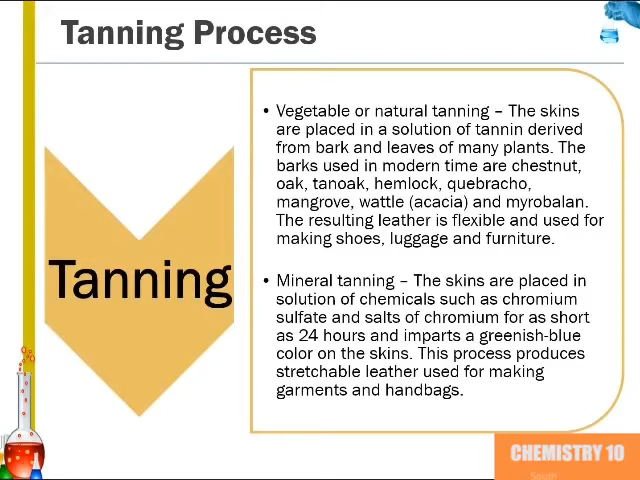 Tanning Process
Tanning
• Vegetable or natural tanning – The skins
are placed in a solution of tannin derived
from bark and leaves of many plants. The
barks used in modern time are chestnut,
oak, tanoak, hemlock, quebracho,
mangrove, wattle (acacia) and myrobalan.
The resulting leather is flexible and used for
making shoes, luggage and furniture.
• Mineral tanning – The skins are placed in
solution of chemicals such as chromium
sulfate and salts of chromium for as short
as 24 hours and imparts a greenish-blue
color on the skins. This process produces
stretchable leather used for making
garments and handbags.
CHEMISTRY 10